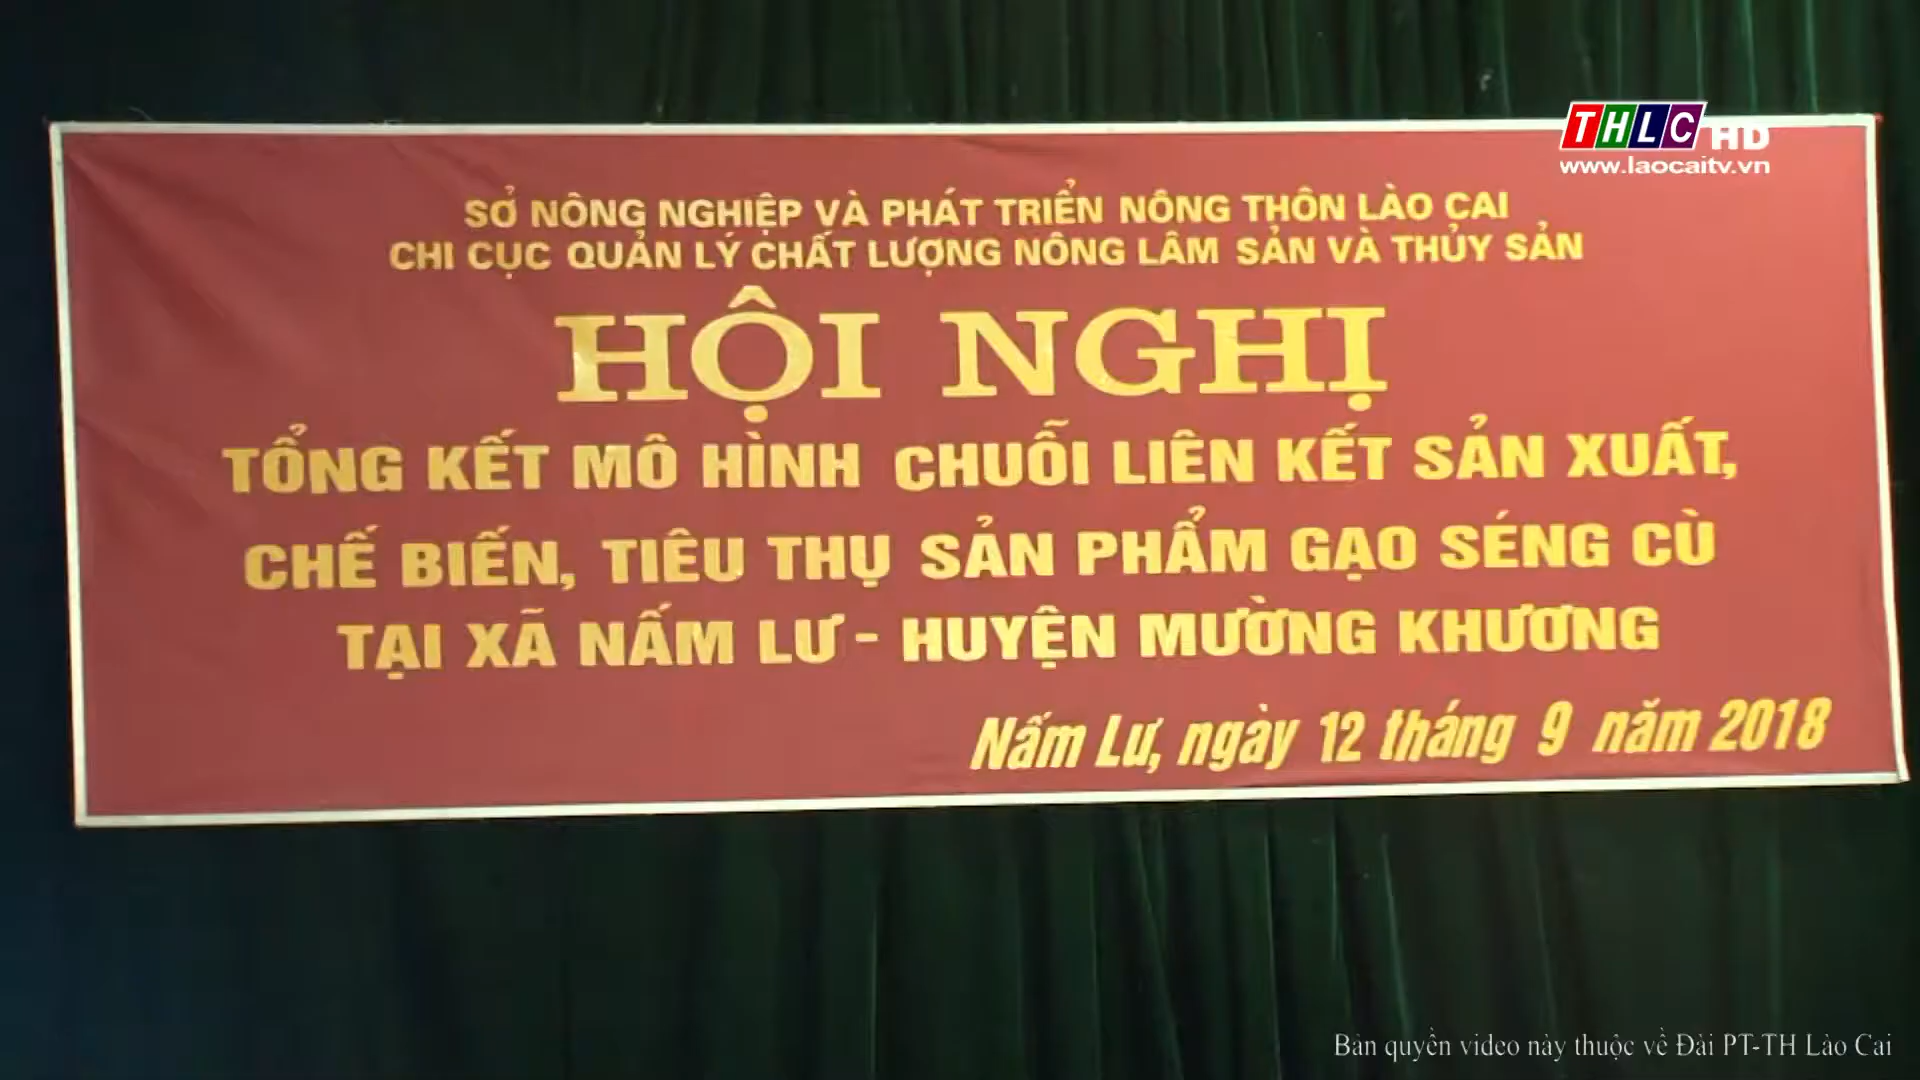 THLC HD
www.laocaitv.vn
SỞ NÔNG NGHIỆP VÀ PHÁT TRIỂN NÔNG THÔN LÀO CAI
CHI CỤC QUẢN LÝ CHẤT LƯỢNG NÔNG LÂM SẢN VÀ THỦY SẢN
HỘI NGHỊ
TỔNG KẾT MÔ HÌNH CHUỖI LIÊN KẾT SẢN XUẤT,
CHẾ BIẾN, TIÊU THỤ SẢN PHẨM GẠO SÉNG CÙ
TẠI XÃ NẤM LƯ - HUYỆN MƯỜNG KHƯƠNG
Nấm Lư, ngày 12 tháng 9 năm 2018
Bản quyền video này thuộc về Đài PT-TH Lào Cai